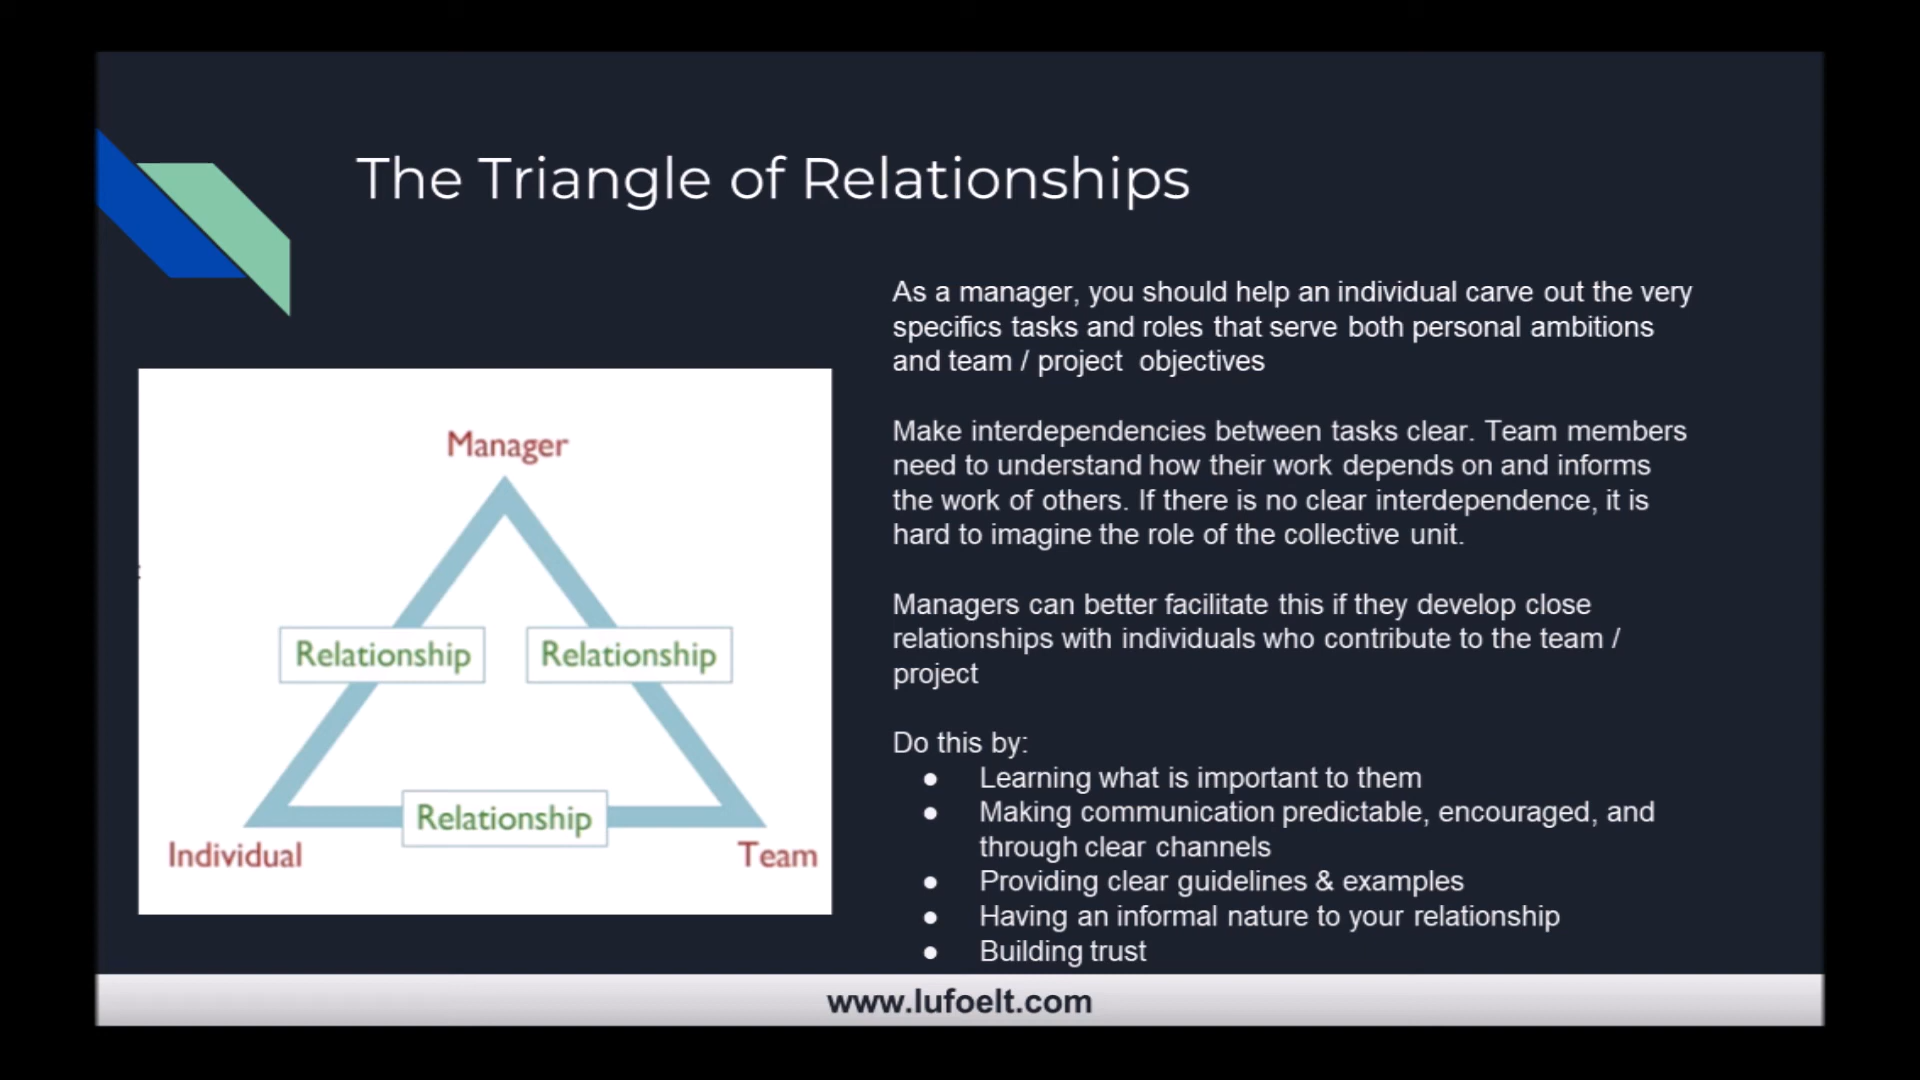 The Triangle of Relationships
Manager
Relationship
Relationship
Relationship
Individual
Team
As a manager, you should help an individual carve out the very
specifics tasks and roles that serve both personal ambitions
and team / project  objectives
Make interdependencies between tasks clear. Team members
need to understand how their work depends on and informs
the work of others. If there is no clear interdependence, it is
hard to imagine the role of the collective unit.
Managers can better facilitate this if they develop close
relationships with individuals who contribute to the team /
project
Do this by:
● Learning what is important to them
● Making communication predictable, encouraged, and
through clear channels
● Providing clear guidelines & examples
● Having an informal nature to your relationship
● Building trust
www.lufoelt.com